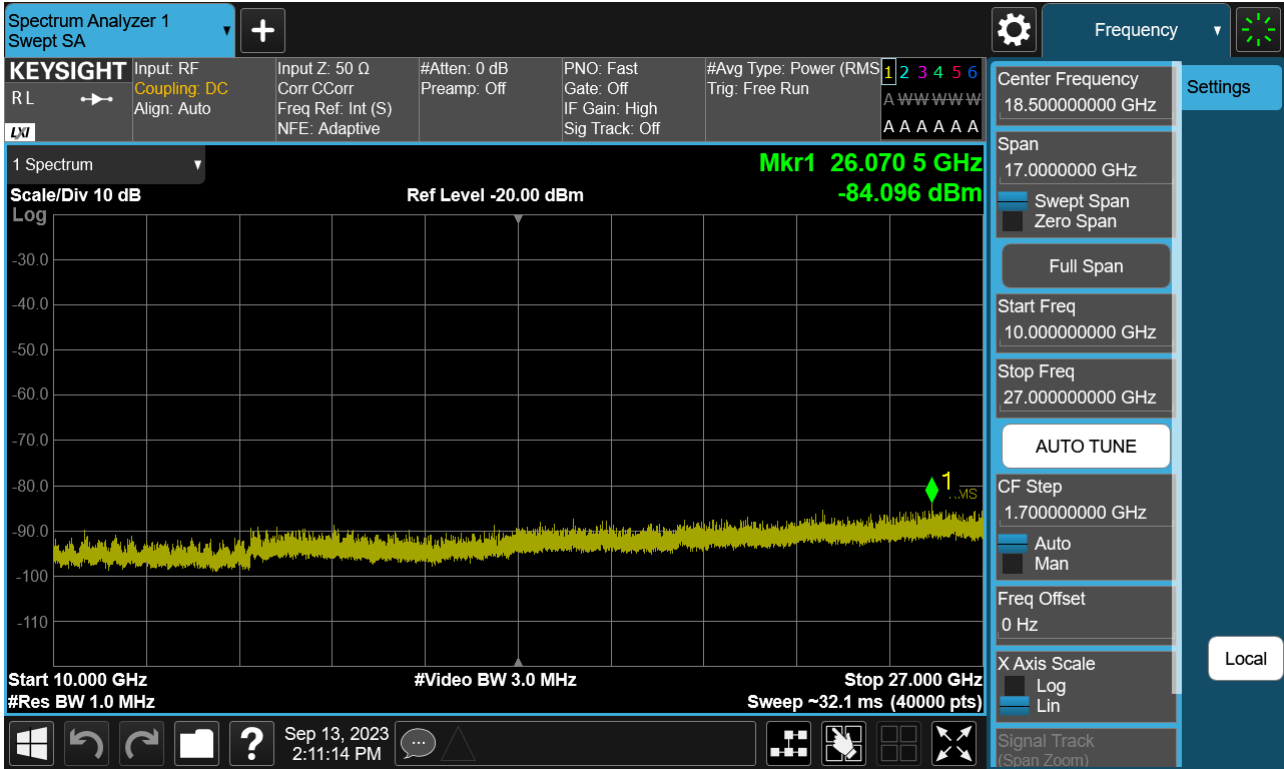 Spectrum Analyzer 1
Swept SA
Frequency
KEYSIGHT
R L
LXI
Input: RF
Coupling: DC
Align: Auto
Input Z: 50 Ω
Corr CCorr
Freq Ref: Int (S)
NFE: Adaptive
#Atten: 0 dB
Preamp: Off
PNO: Fast
Gate: Off
IF Gain: High
Sig Track: Off
#Avg Type: Power (RMS
Trig: Free Run
1 2 3 4 5 6
A W W W W W
A A A A A A
1 Spectrum
Mkr1 26.070 5 GHz
Scale/Div 10 dB
Ref Level -20.00 dBm
-84.096 dBm
Log
-30.0
-40.0
-50.0
-60.0
-70.0
-80.0
-90.0
-100
-110
1
Start 10.000 GHz
#Video BW 3.0 MHz
Stop 27.000 GHz
#Res BW 1.0 MHz
Sweep ~32.1 ms (40000 pts)
Center Frequency
18.500000000 GHz
Settings
Span
17.0000000 GHz
Swept Span
Zero Span
Full Span
Start Freq
10.000000000 GHz
Stop Freq
27.000000000 GHz
AUTO TUNE
CF Step
1.700000000 GHz
Auto
Man
Freq Offset
0 Hz
X Axis Scale
Log
Lin
Local
Signal Track
(Span Zoom)
?
Sep 13, 2023
2:11:14 PM